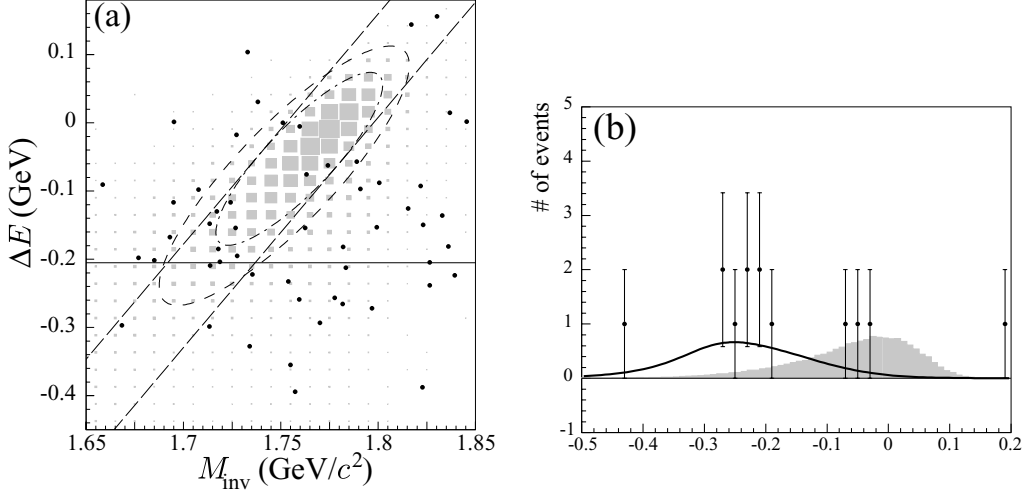 (a)
0.1
0
-0.1
-0.2
-0.3
-0.4
ΔE (GeV)
1.65 1.7 1.75 1.8 1.85
M_inv (GeV/c²)
(b)
5
4
3
2
1
0
-1
# of events
-0.5 -0.4 -0.3 -0.2 -0.1 0 0.1 0.2